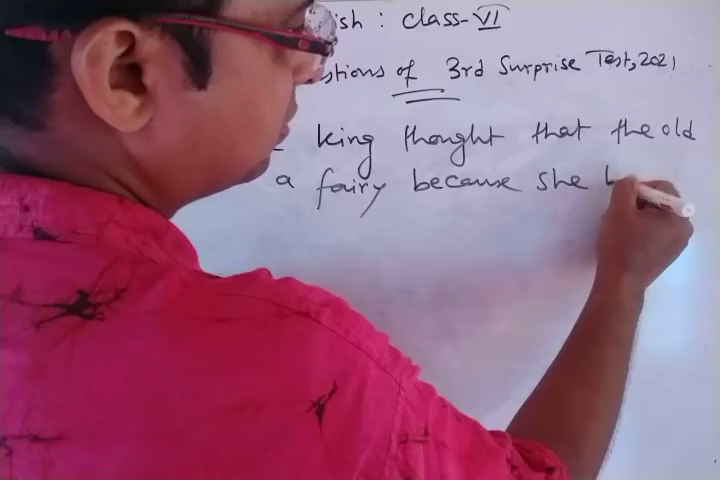 ish : class-VI
stions of 3rd Surprise Test, 2021
king thought that the old
a fairy because she